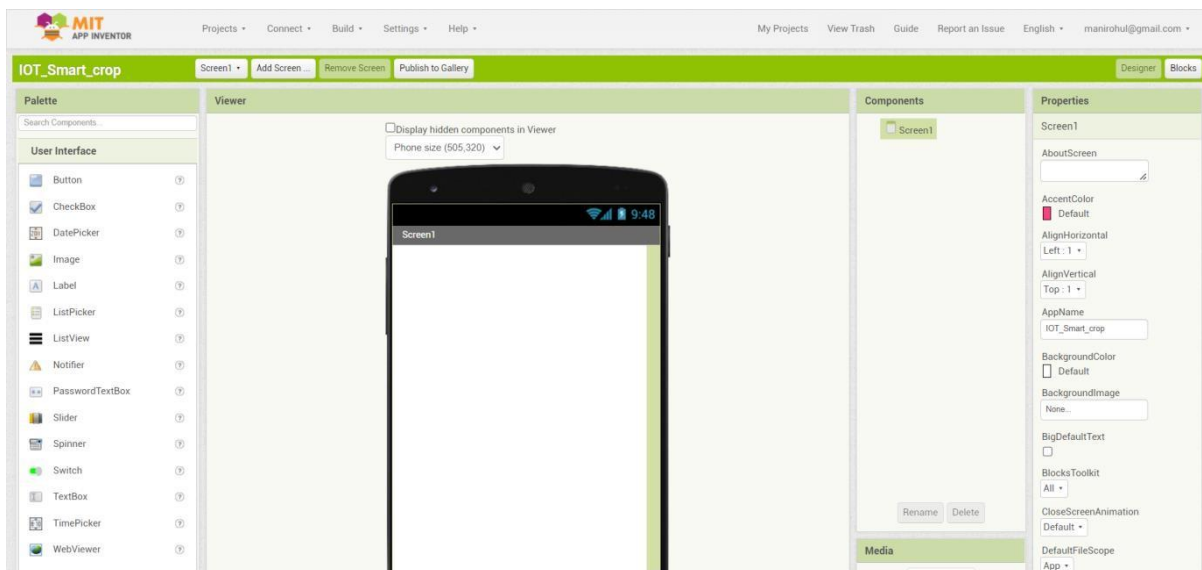 MIT
APP INVENTOR
Projects
Connect
Build
Settings
Help
My Projects
View Trash
Guide
Report an Issue
English
manirohul@gmail.com
IOT_Smart_crop
Screen1
Add Screen ...
Remove Screen
Publish to Gallery
Designer
Blocks
Palette
Search Components...
User Interface
Button
CheckBox
DatePicker
Image
Label
ListPicker
ListView
Notifier
PasswordTextBox
Slider
Spinner
Switch
TextBox
TimePicker
WebViewer
Viewer
Display hidden components in Viewer
Phone size (505,320)
9:48
Screen1
Components
Screen1
Rename
Delete
Media
Properties
Screen1
AboutScreen
AccentColor
Default
AlignHorizontal
Left : 1
AlignVertical
Top : 1
AppName
IOT_Smart_crop
BackgroundColor
Default
BackgroundImage
None...
BigDefaultText
BlocksToolkit
All
CloseScreenAnimation
Default
DefaultFileScope
App